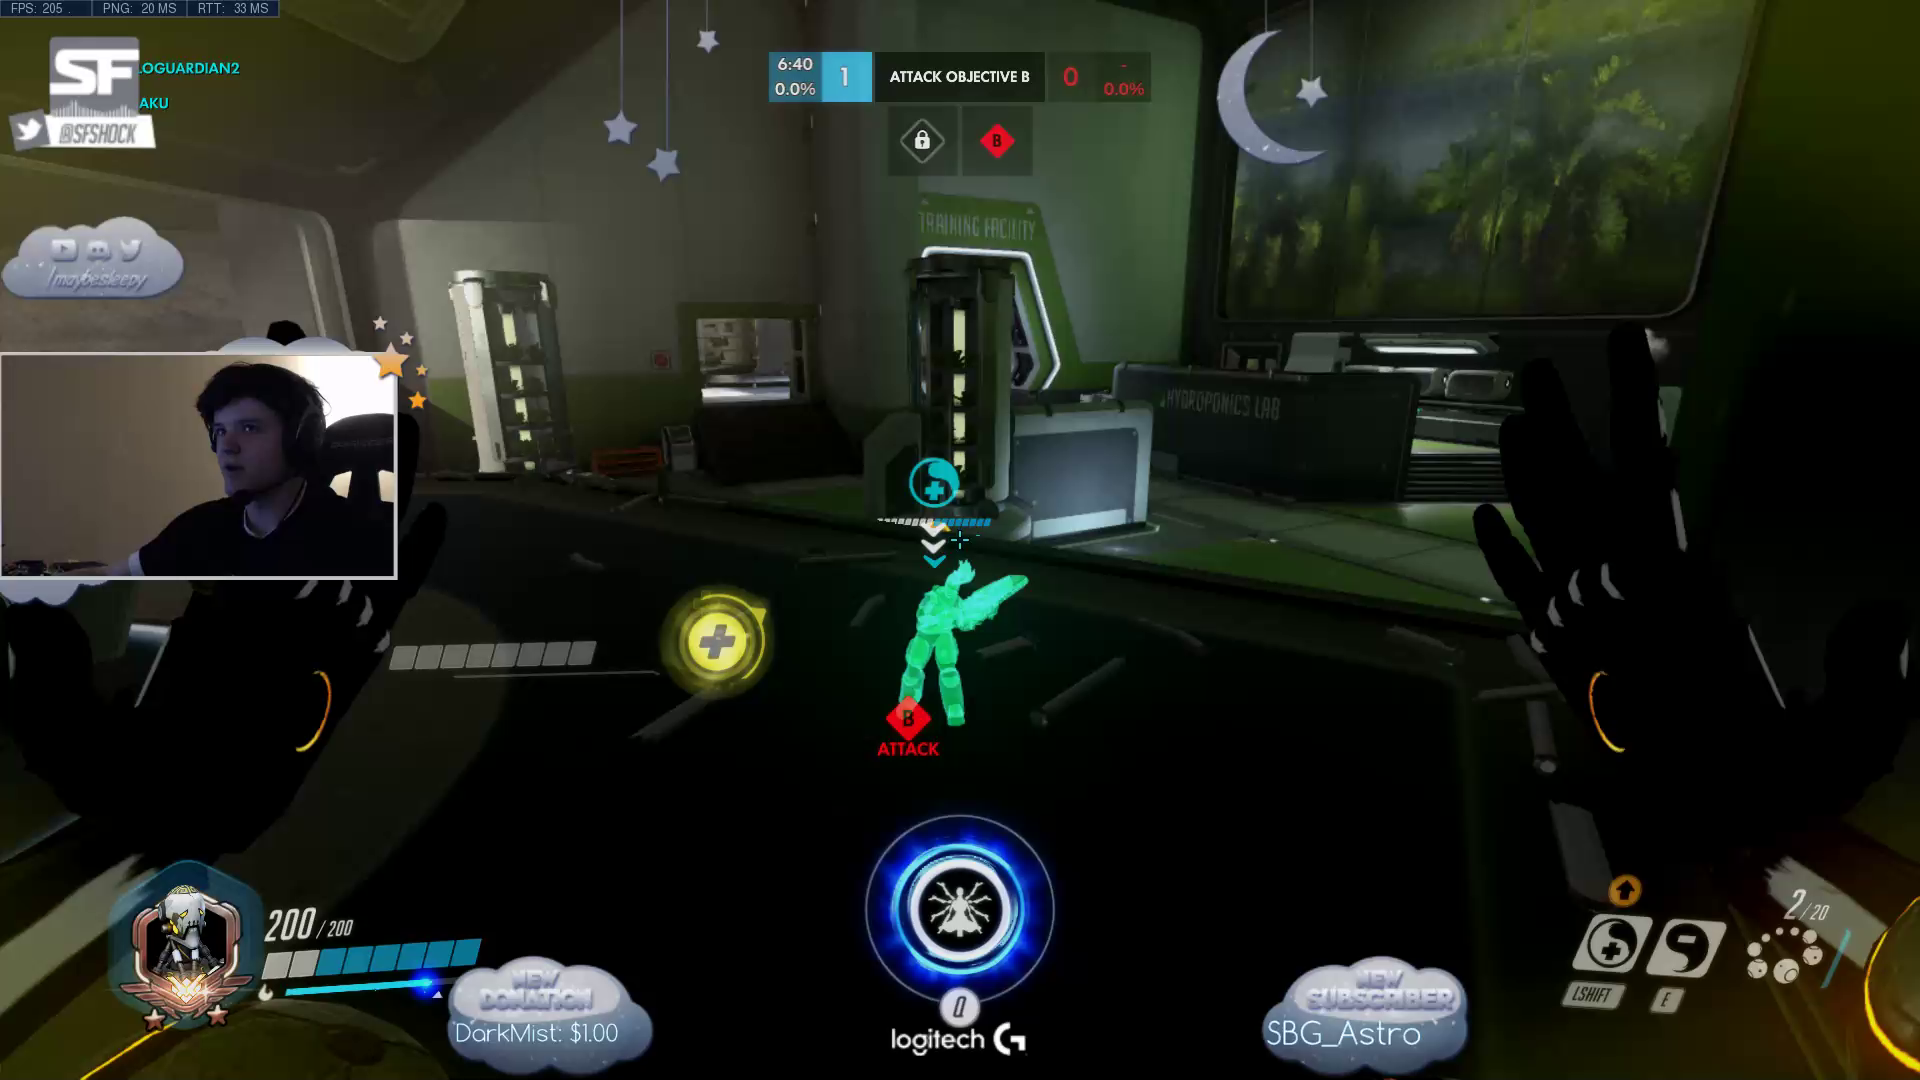 FPS: 205 PNG: 20 MS RTT: 33 MS
SF
LOGUARDIAN2
AKU
@SFSHOCK
/maybesleepy
6:40
0.0%
1
ATTACK OBJECTIVE B
0
-
0.0%
B
TRAINING FACILITY
HYDROPONICS LAB
B
ATTACK
200/200
NEW DONATION
DarkMist: $1.00
Q
logitech G
NEW SUBSCRIBER
SBG_Astro
LSHIFT
E
2/20